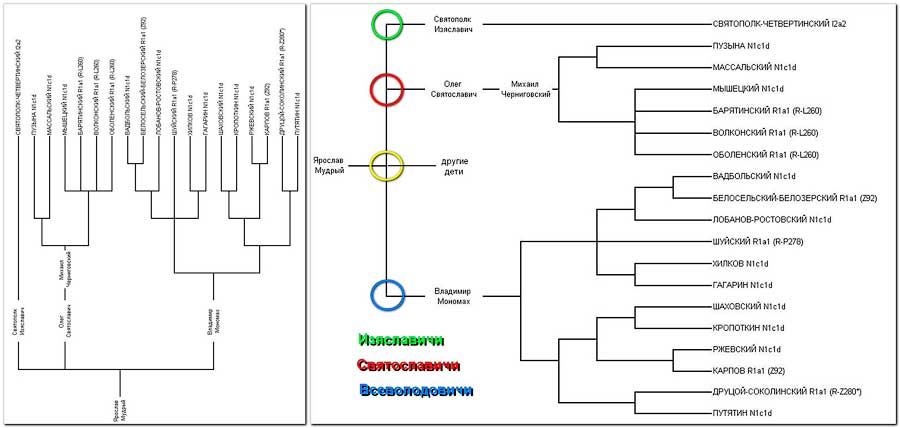 СВЯТОПОЛК-ЧЕТВЕРТИНСКИЙ I2a2
ПУЗЫНА N1c1d
МАССАЛЬСКИЙ N1c1d
МЫШЕЦКИЙ N1c1d
БАРЯТИНСКИЙ R1a1 (R-L260)
ВОЛКОНСКИЙ R1a1 (R-L260)
ОБОЛЕНСКИЙ R1a1 (R-L260)
ВАДБОЛЬСКИЙ N1c1d
БЕЛОСЕЛЬСКИЙ-БЕЛОЗЕРСКИЙ R1a1 (Z92)
ЛОБАНОВ-РОСТОВСКИЙ N1c1d
ШУЙСКИЙ R1a1 (R-P278)
ХИЛКОВ N1c1d
ГАГАРИН N1c1d
ШАХОВСКИЙ N1c1d
КРОПОТКИН N1c1d
РЖЕВСКИЙ N1c1d
КАРПОВ R1a1 (Z92)
ДРУЦОЙ-СОКОЛИНСКИЙ R1a1 (R-Z280*)
ПУТЯТИН N1c1d
Михаил
Черниговский
Святополк
Изяславич
Олег
Святославич
Владимир
Мономах
Ярослав
Мудрый
Святополк
Изяславич
СВЯТОПОЛК-ЧЕТВЕРТИНСКИЙ I2a2
ПУЗЫНА N1c1d
МАССАЛЬСКИЙ N1c1d
Олег
Святославич
Михаил
Черниговский
МЫШЕЦКИЙ N1c1d
БАРЯТИНСКИЙ R1a1 (R-L260)
ВОЛКОНСКИЙ R1a1 (R-L260)
ОБОЛЕНСКИЙ R1a1 (R-L260)
Ярослав
Мудрый
другие
дети
ВАДБОЛЬСКИЙ N1c1d
БЕЛОСЕЛЬСКИЙ-БЕЛОЗЕРСКИЙ R1a1 (Z92)
ЛОБАНОВ-РОСТОВСКИЙ N1c1d
ШУЙСКИЙ R1a1 (R-P278)
ХИЛКОВ N1c1d
ГАГАРИН N1c1d
Владимир
Мономах
ШАХОВСКИЙ N1c1d
КРОПОТКИН N1c1d
РЖЕВСКИЙ N1c1d
КАРПОВ R1a1 (Z92)
ДРУЦОЙ-СОКОЛИНСКИЙ R1a1 (R-Z280*)
ПУТЯТИН N1c1d
Изяславичи
Святославичи
Всеволодовичи